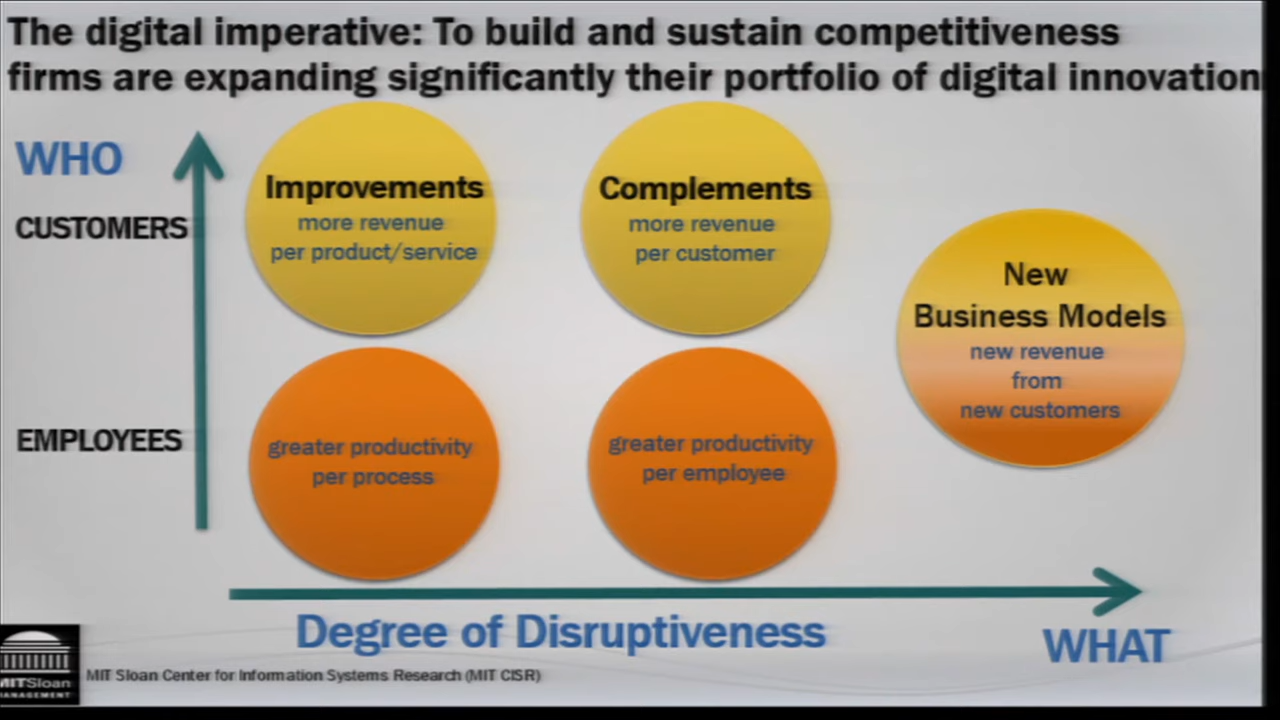 The digital imperative: To build and sustain competitiveness
firms are expanding significantly their portfolio of digital innovation
WHO
CUSTOMERS
Improvements
more revenue
per product/service
Complements
more revenue
per customer
New
Business Models
new revenue
from
new customers
EMPLOYEES
greater productivity
per process
greater productivity
per employee
Degree of Disruptiveness
WHAT
MITSloan
MANAGEMENT
MIT Sloan Center for Information Systems Research (MIT CISR)